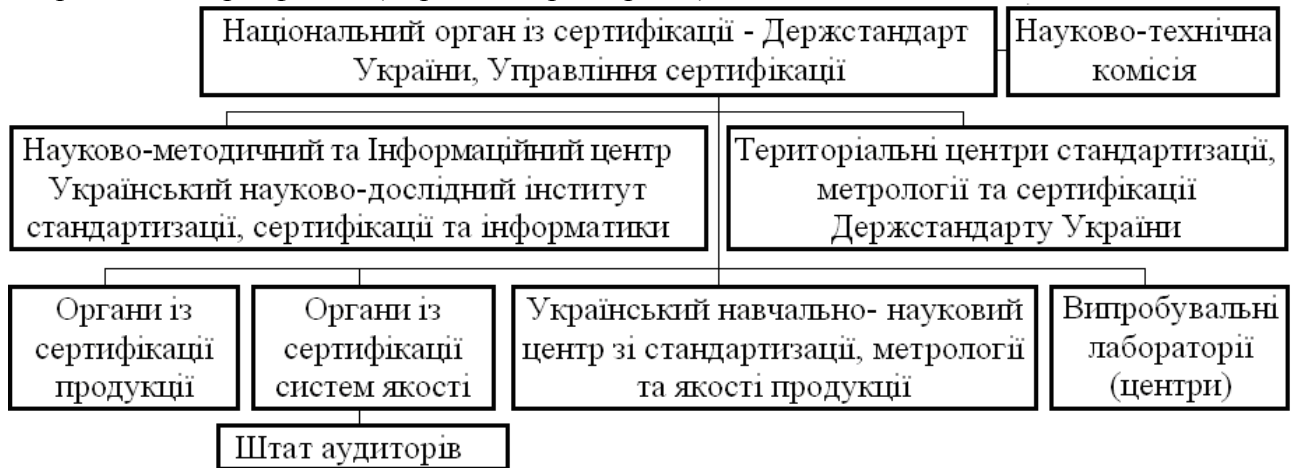 Національний орган із сертифікації - Держстандарт
України, Управління сертифікації
Науково-технічна
комісія
Науково-методичний та Інформаційний центр
Український науково-дослідний інститут
стандартизації, сертифікації та інформатики
Територіальні центри стандартизації,
метрології та сертифікації
Держстандарту України
Органи із
сертифікації
продукції
Органи із
сертифікації
систем якості
Український навчально- науковий
центр зі стандартизації, метрології
та якості продукції
Випробувальні
лабораторії
(центри)
Штат аудиторів